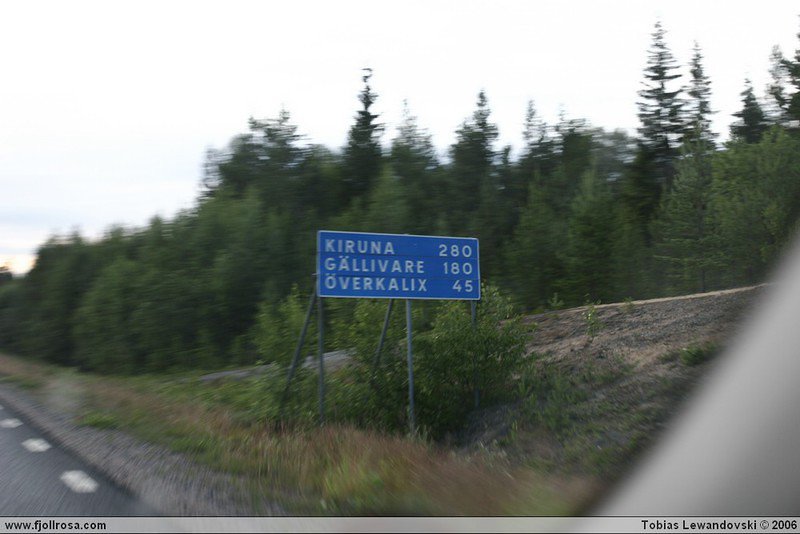 KIRUNA 280
GÄLLIVARE 180
ÖVERKALIX 45
www.fjollrosa.com
Tobias Lewandovski © 2006